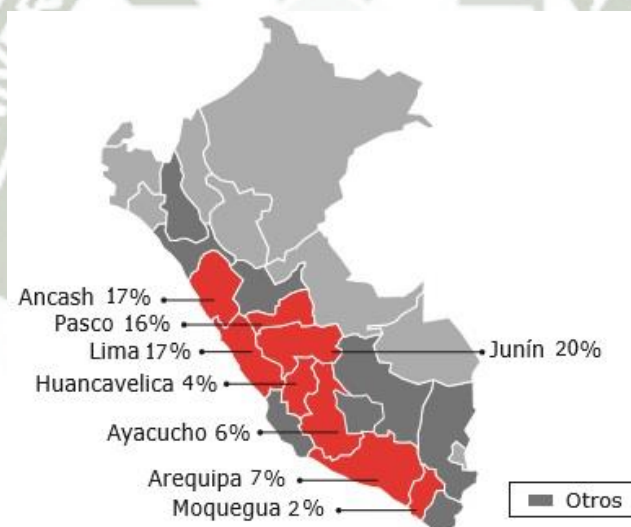 Ancash 17%
Pasco 16%
Lima 17%
Junín 20%
Huancavelica 4%
Ayacucho 6%
Arequipa 7%
Moquegua 2%
Otros